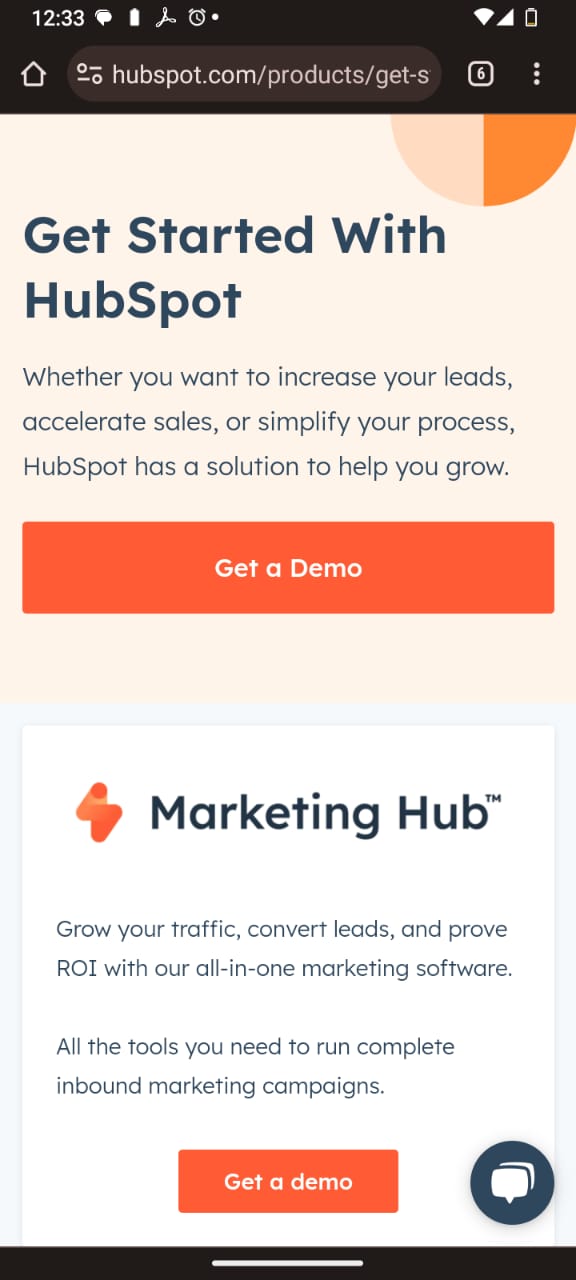 12:33
hubspot.com/products/get-s
6
Get Started With
HubSpot
Whether you want to increase your leads,
accelerate sales, or simplify your process,
HubSpot has a solution to help you grow.
Get a Demo
Marketing Hub™
Grow your traffic, convert leads, and prove
ROI with our all-in-one marketing software.
All the tools you need to run complete
inbound marketing campaigns.
Get a demo